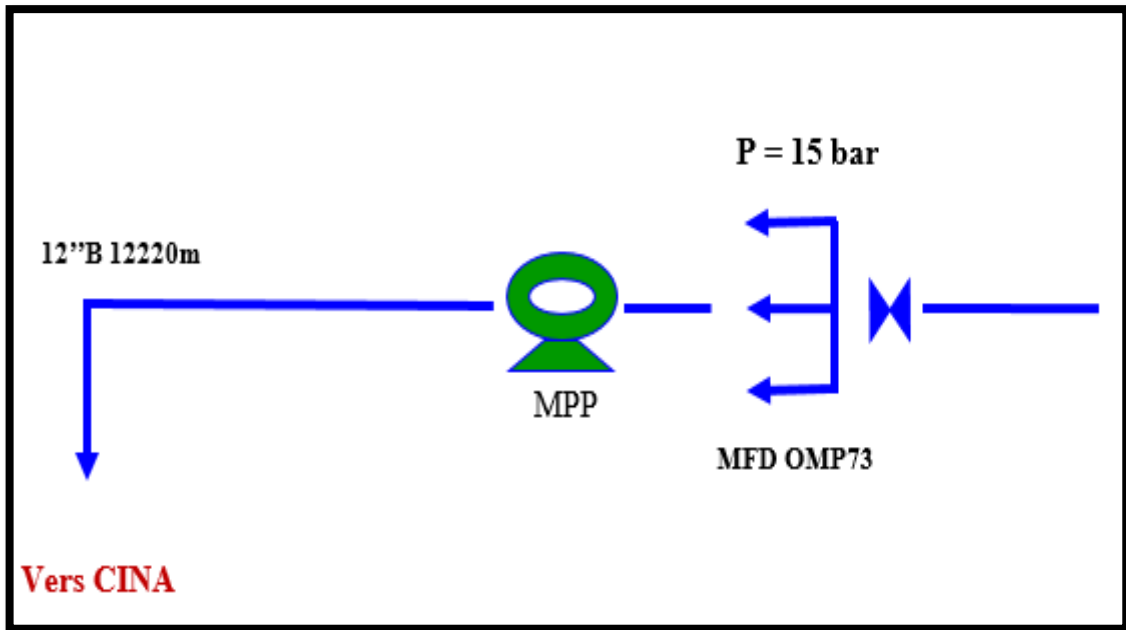 P = 15 bar
12’’B 12220m
MPP
MFD OMP73
Vers CINA